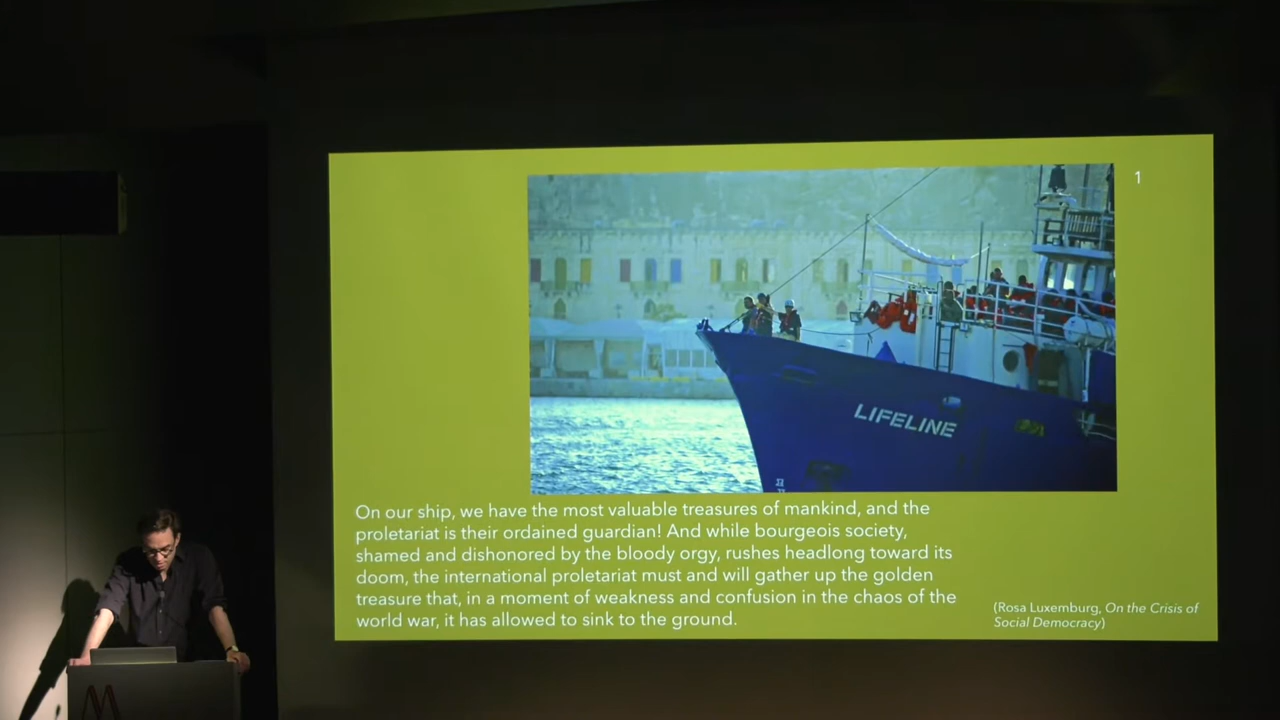 1
LIFELINE
On our ship, we have the most valuable treasures of mankind, and the
proletariat is their ordained guardian! And while bourgeois society,
shamed and dishonored by the bloody orgy, rushes headlong toward its
doom, the international proletariat must and will gather up the golden
treasure that, in a moment of weakness and confusion in the chaos of the
world war, it has allowed to sink to the ground.
(Rosa Luxemburg, On the Crisis of
Social Democracy)